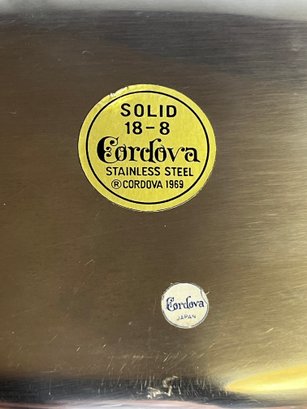 SOLID
18-8
Cordova
STAINLESS STEEL
® CORDOVA 1969
Cordova
JAPAN